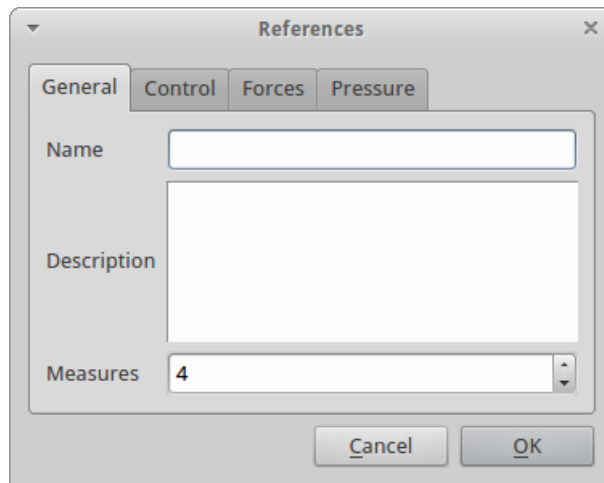 References
General Control Forces Pressure
Name
Description
Measures 4
Cancel OK